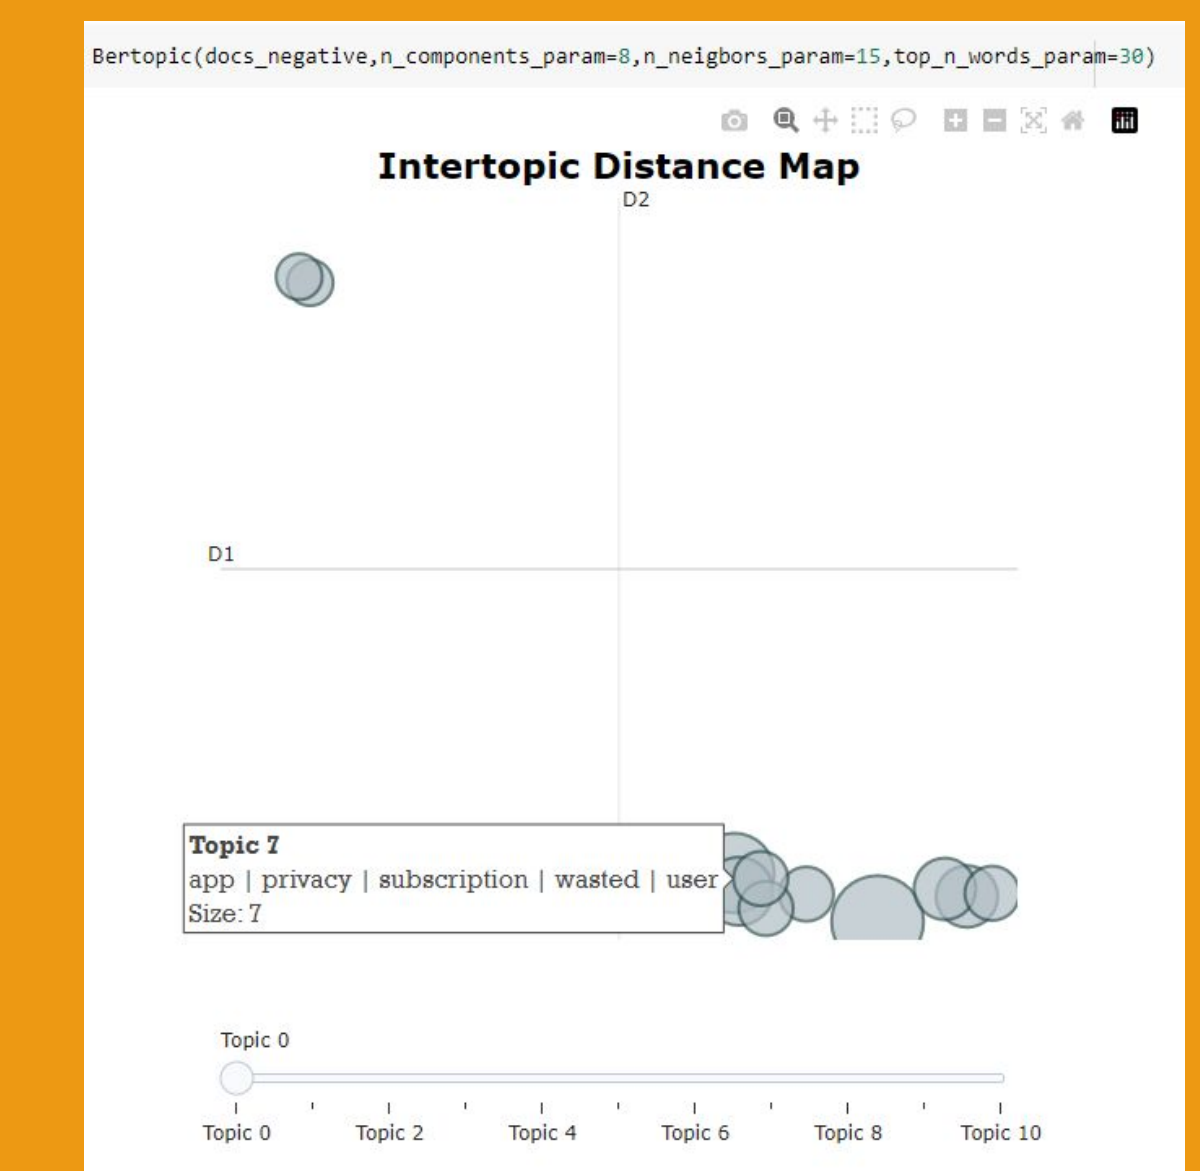 Bertopic(docs_negative,n_components_param=8,n_neigbors_param=15,top_n_words_param=30)
Intertopic Distance Map
D2
D1
Topic 7
app | privacy | subscription | wasted | user
Size: 7
Topic 0
Topic 0 Topic 2 Topic 4 Topic 6 Topic 8 Topic 10